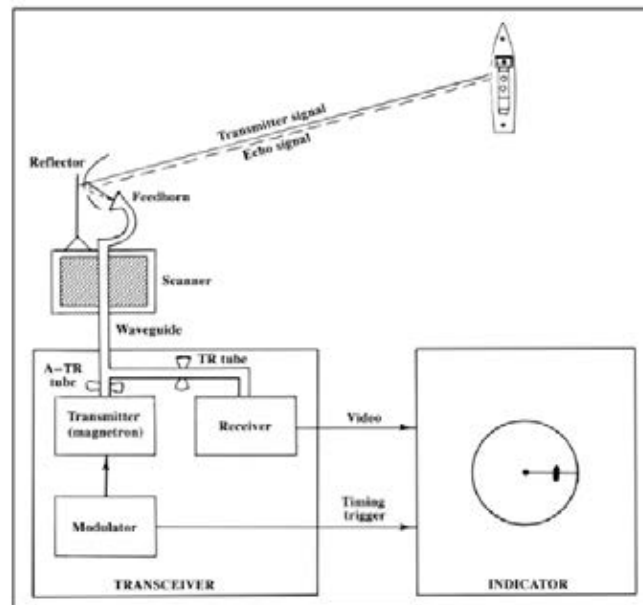 Transmitter signal
Echo signal
Reflector
Feedhorn
Scanner
Waveguide
TR tube
A-TR
tube
Transmitter
(magnetron)
Receiver
Video
Modulator
Timing
trigger
TRANSCEIVER
INDICATOR